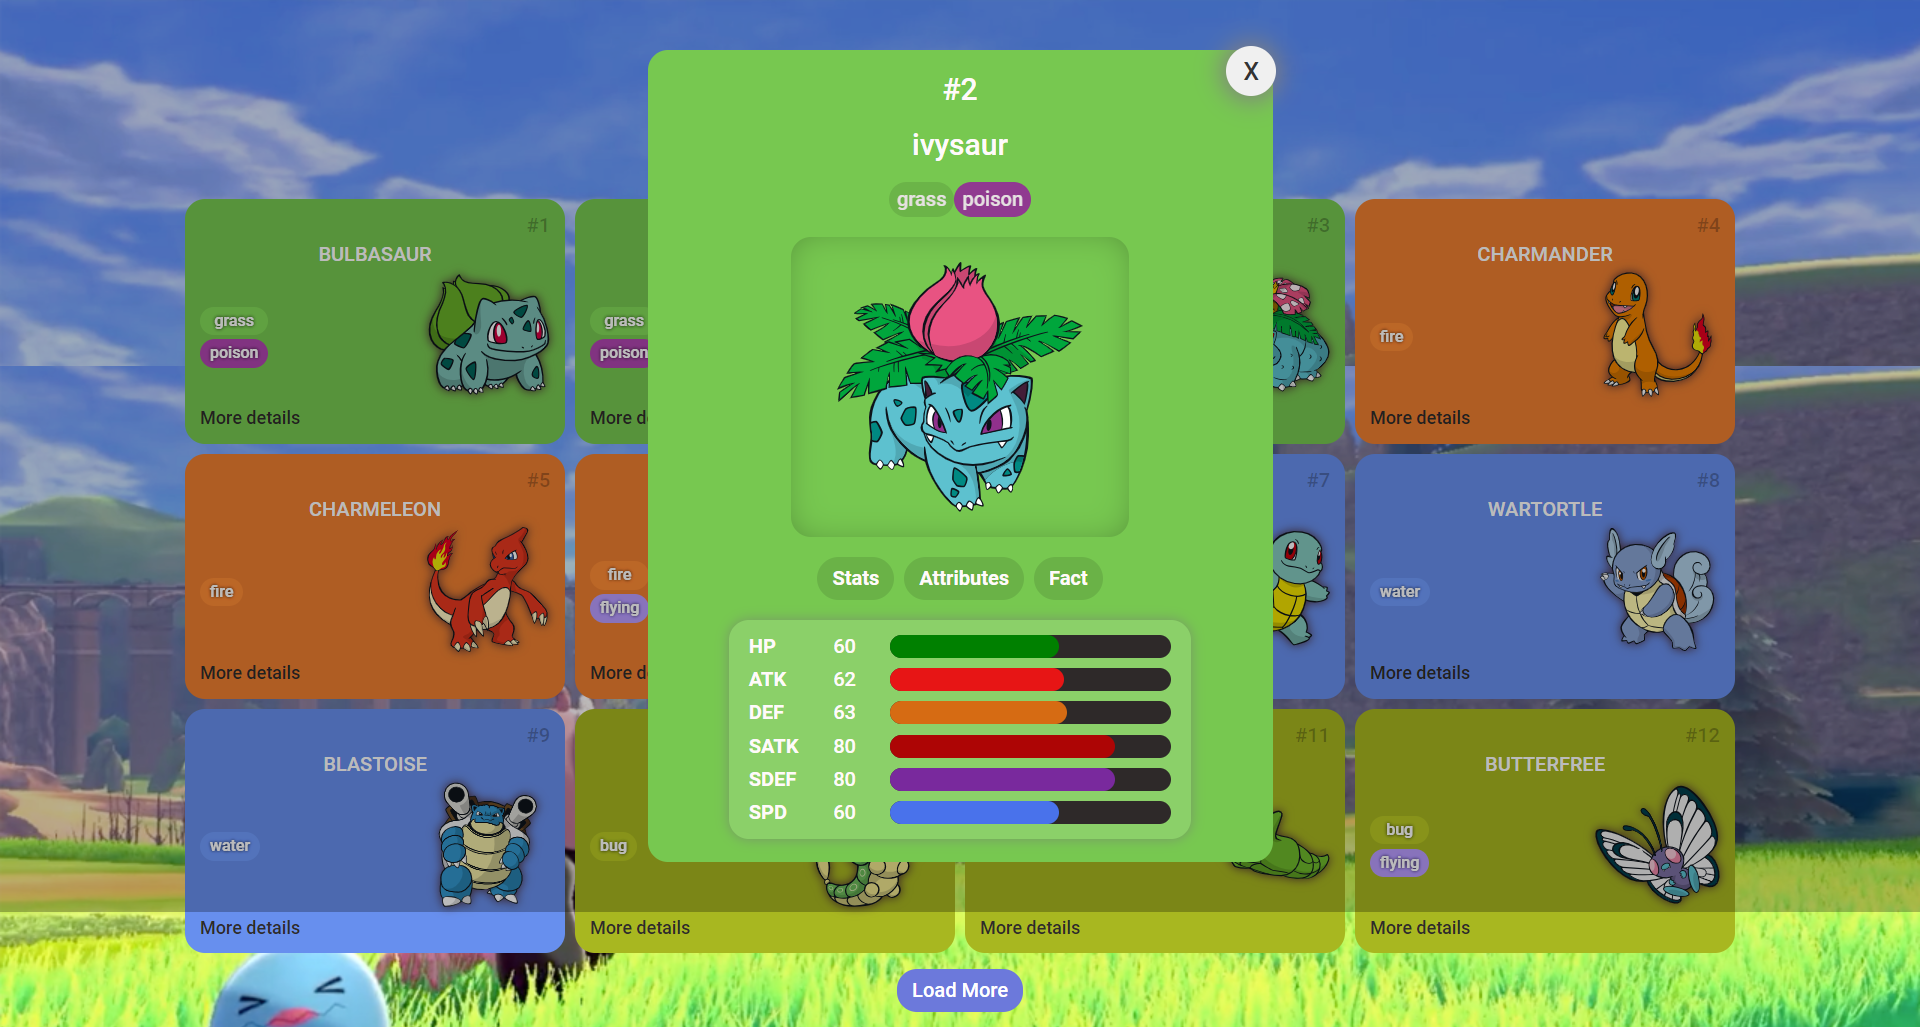 X
#2
ivysaur
grass poison
Stats Attributes Fact
HP 60
ATK 62
DEF 63
SATK 80
SDEF 80
SPD 60
#1
BULBASAUR
grass
poison
More details
grass
poison
#3
#4
CHARMANDER
fire
More details
#5
CHARMELEON
fire
More details
fire
flying
#7
#8
WARTORTLE
water
More details
#9
BLASTOISE
water
More details
bug
More details
#11
More details
#12
BUTTERFREE
bug
flying
More details
Load More